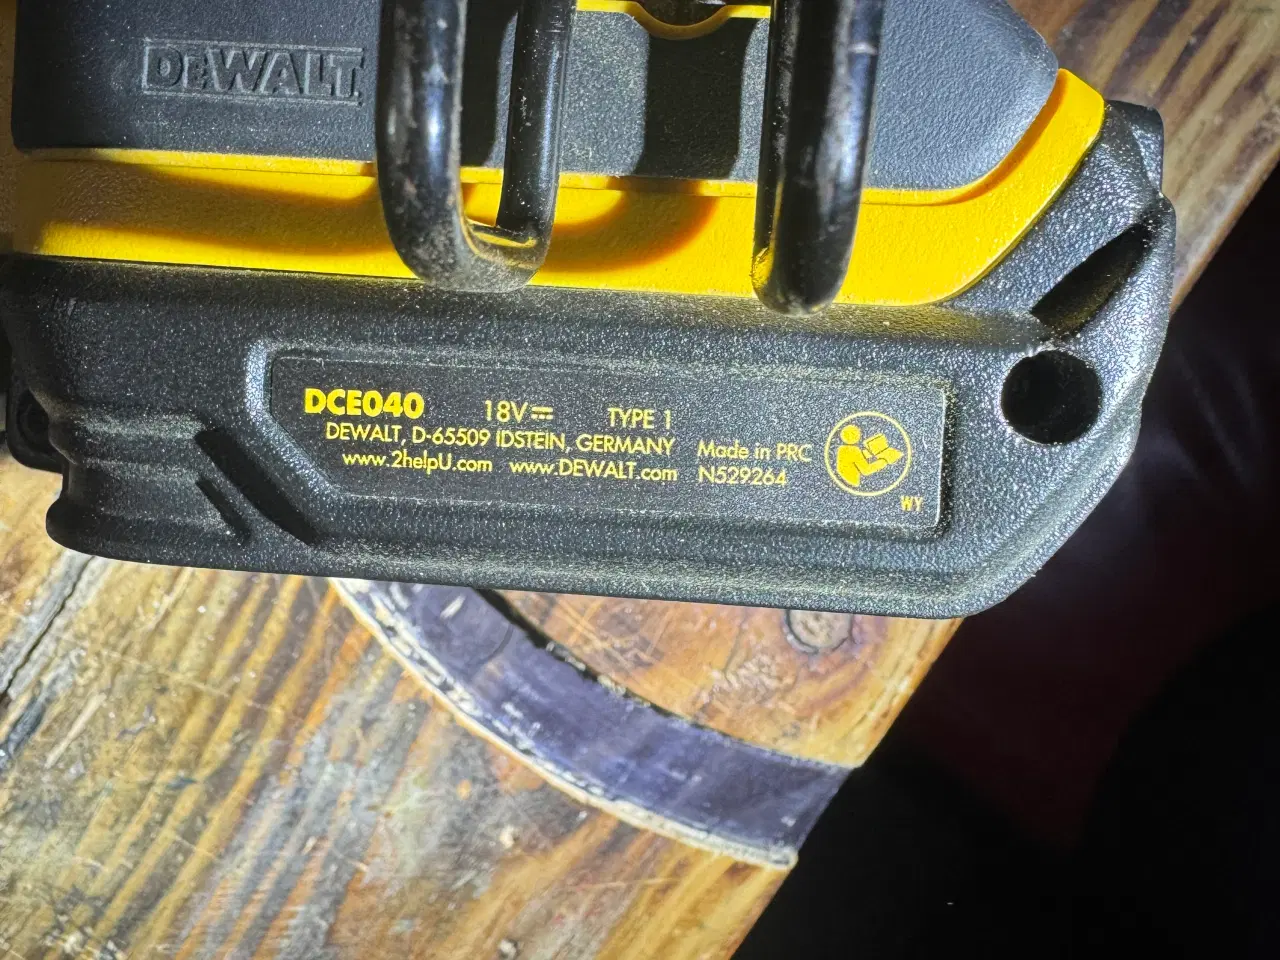 DEWALT
DCE040 18V⎓ TYPE 1
DEWALT, D-65509 IDSTEIN, GERMANY
www.2helpU.com www.DEWALT.com
Made in PRC
N529264
WY